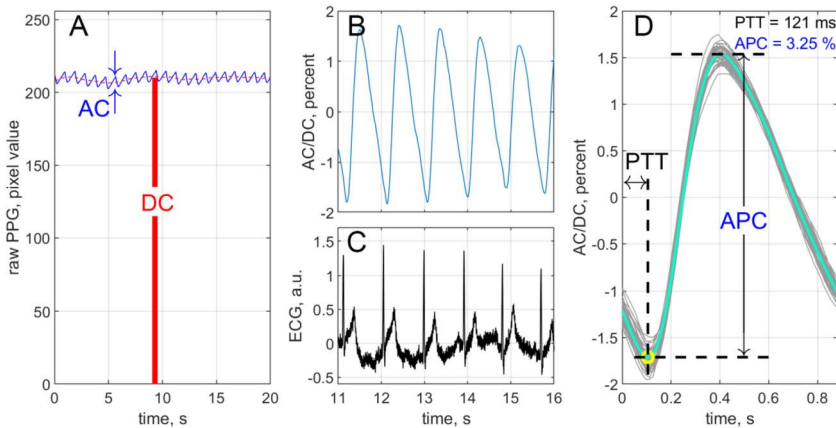 A
raw PPG, pixel value
250
200
150
100
50
0
AC
DC
0
5
10
15
20
time, s
B
AC/DC, percent
2
1
0
-1
-2
C
ECG, a.u.
1.5
1
0.5
0
-0.5
11
12
13
14
15
16
time, s
D
PTT = 121 ms
APC = 3.25 %
AC/DC, percent
2
1.5
1
0.5
0
-0.5
-1
-1.5
-2
PTT
APC
0
0.2
0.4
0.6
0.8
time, s